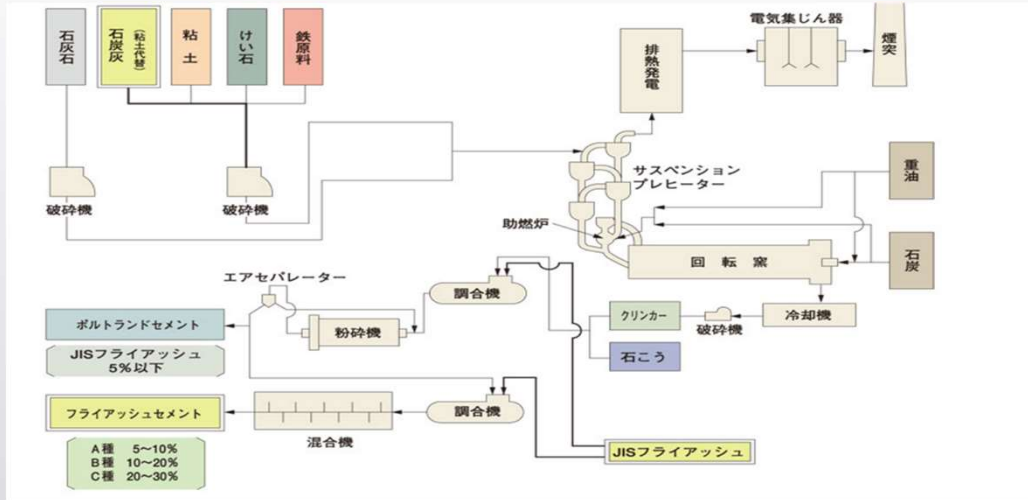 石灰石
石炭灰
(粘土代替)
粘土
けい石
鉄原料
破砕機
破砕機
電気集じん器
煙突
排熱発電
サスペンション
プレヒーター
助燃炉
重油
石炭
回転窯
冷却機
破砕機
クリンカー
石こう
エアセパレーター
調合機
粉砕機
ポルトランドセメント
JISフライアッシュ
5%以下
フライアッシュセメント
混合機
調合機
JISフライアッシュ
A種 5〜10%
B種 10〜20%
C種 20〜30%